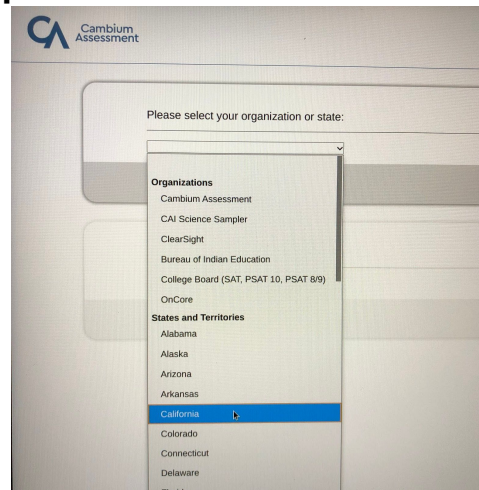 CA Cambium
Assessment
Please select your organization or state:
Organizations
Cambium Assessment
CAI Science Sampler
ClearSight
Bureau of Indian Education
College Board (SAT, PSAT 10, PSAT 8/9)
OnCore
States and Territories
Alabama
Alaska
Arizona
Arkansas
California
Colorado
Connecticut
Delaware